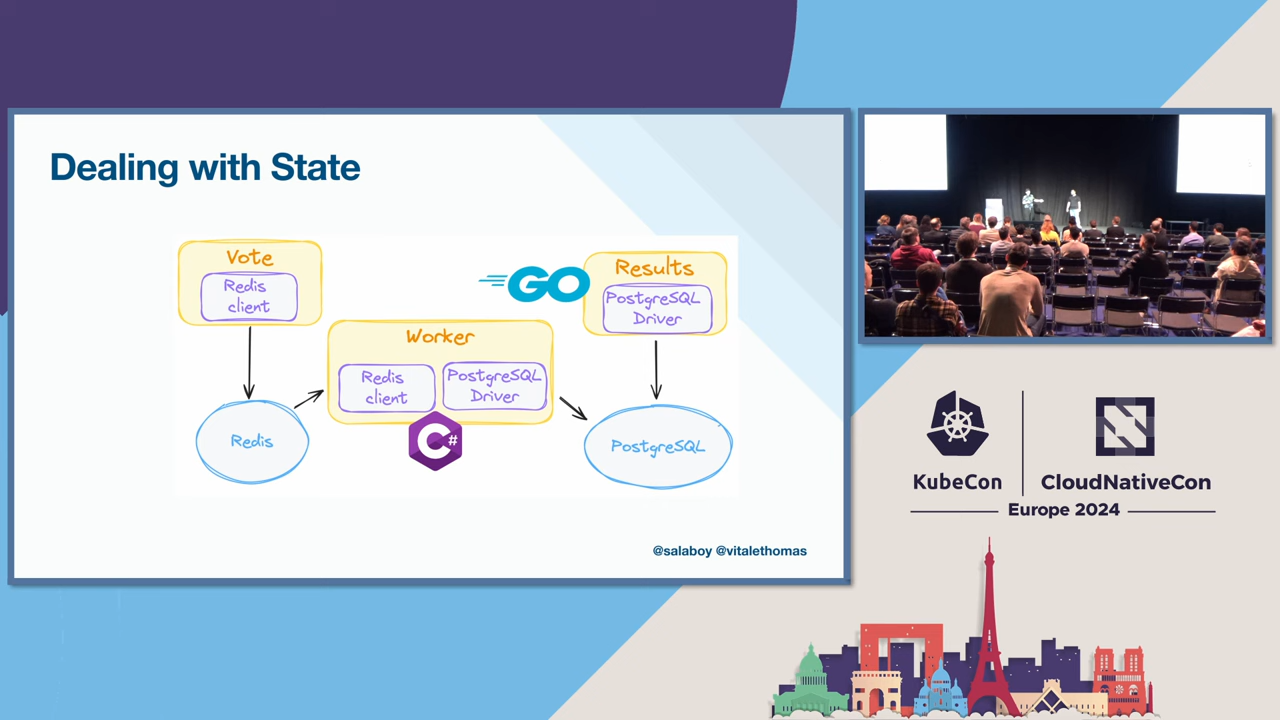 Dealing with State
Vote
Redis
client
GO
Results
PostgreSQL
Driver
Worker
Redis
client
PostgreSQL
Driver
C#
Redis
PostgreSQL
@salaboy @vitalethomas
KubeCon
CloudNativeCon
Europe 2024